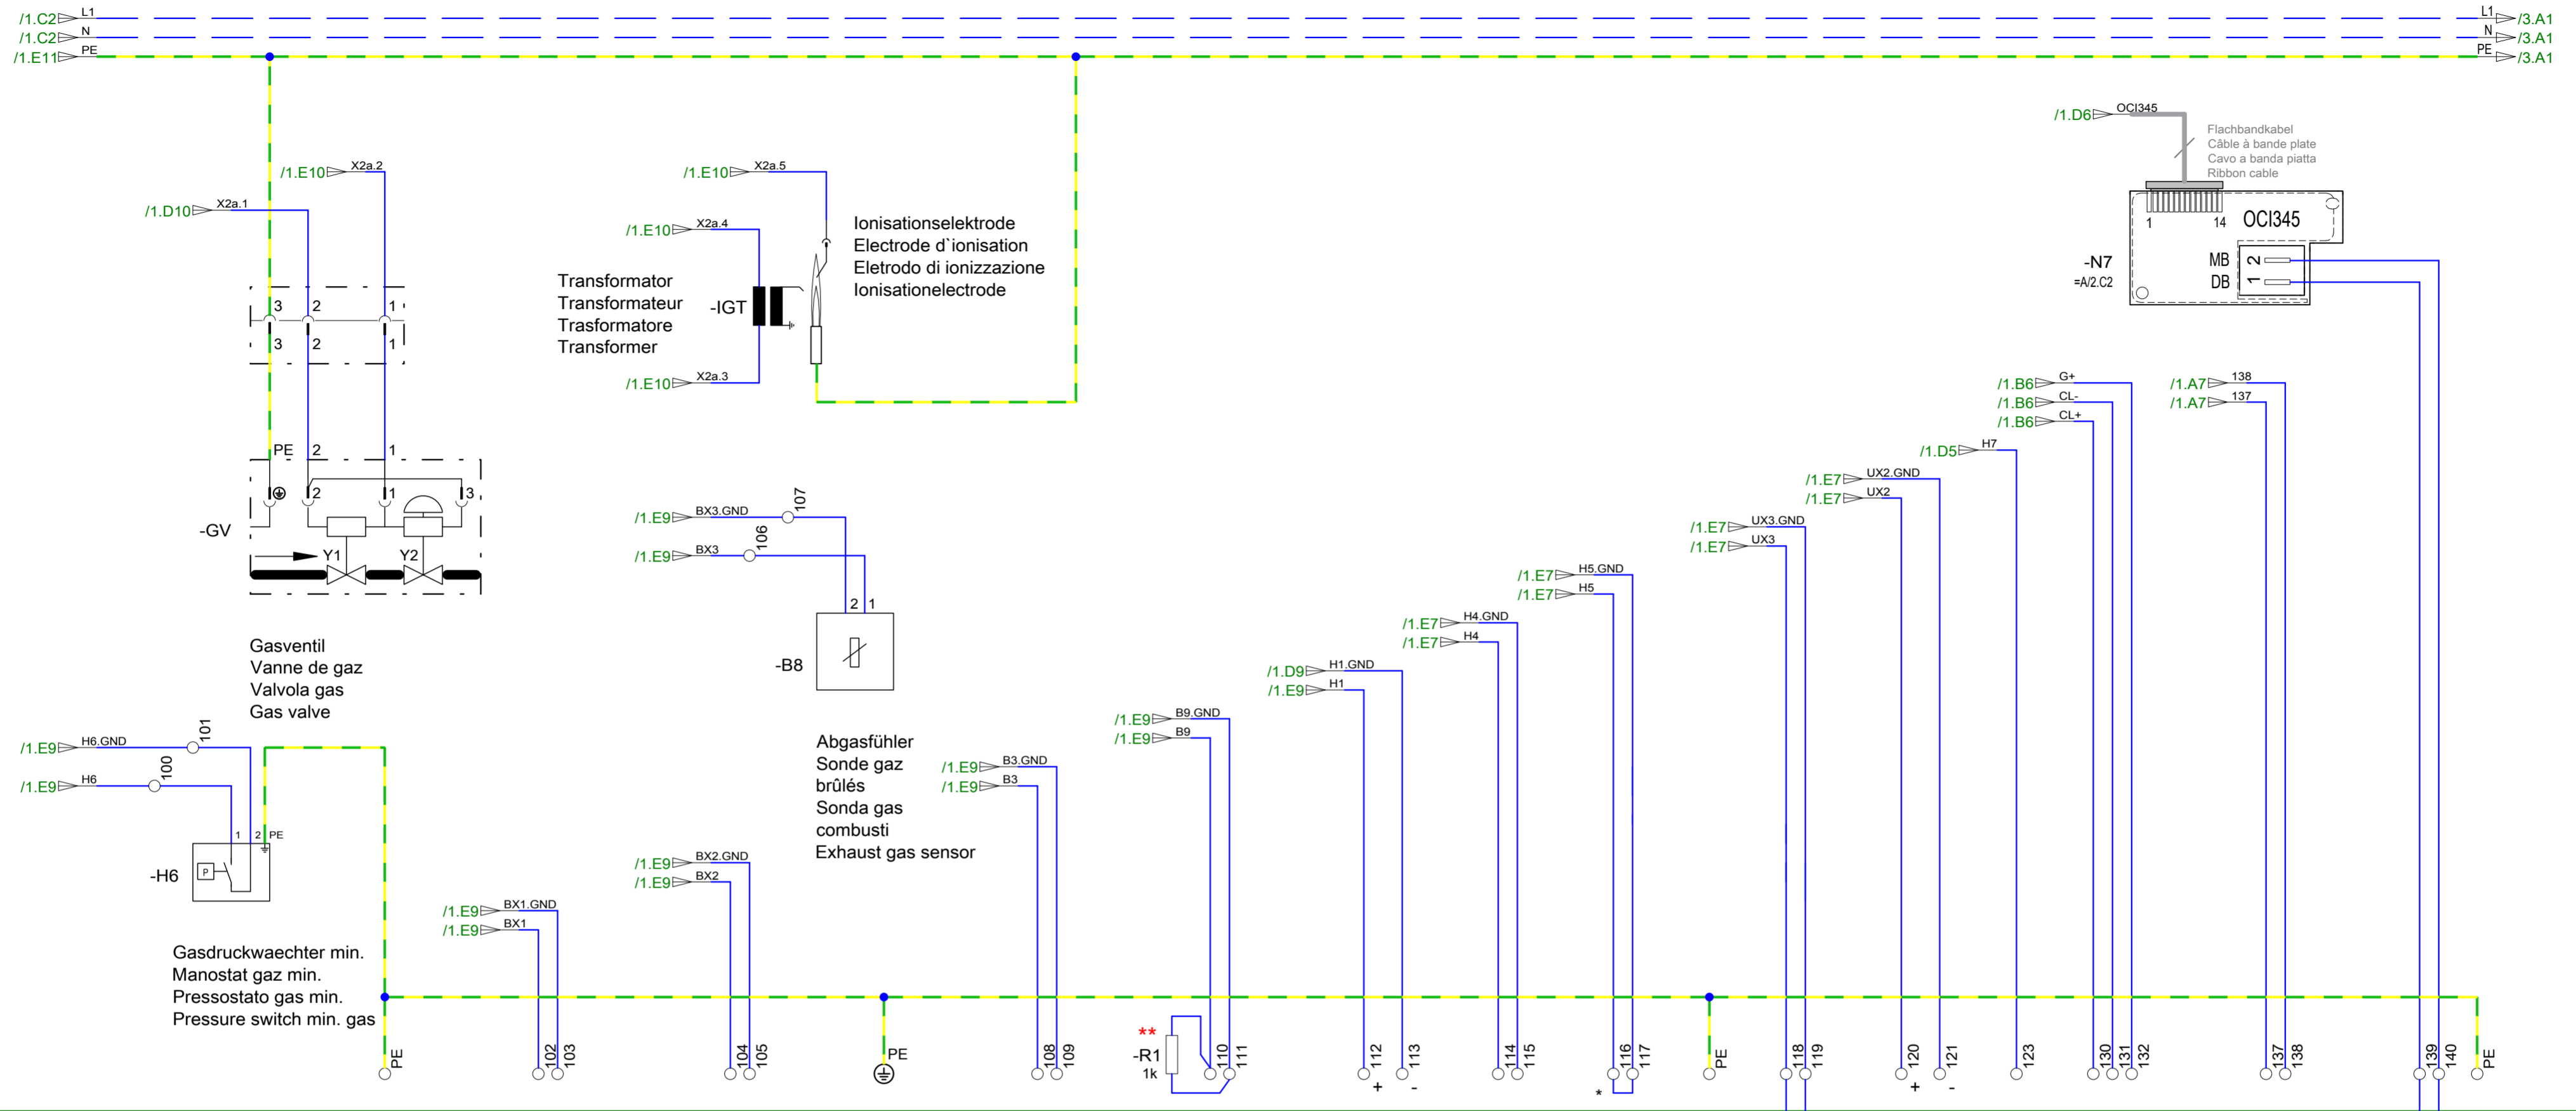 /1.C2 L1
/1.C2 N
/1.E11 PE
L1 /3.A1
N /3.A1
PE /3.A1
/1.D6 OCI345
Flachbandkabel
Câble à bande plate
Cavo a banda piatta
Ribbon cable
1 14 OCI345
-N7
=A/2.C2
MB 2
DB 1
/1.E10 X2a.2
/1.D10 X2a.1
3 2 1
3 2 1
PE 2 1
2 1 3
-GV
Y1 Y2
Gasventil
Vanne de gaz
Valvola gas
Gas valve
/1.E10 X2a.5
/1.E10 X2a.4
/1.E10 X2a.3
Transformator
Transformateur
Trasformatore
Transformer
-IGT
Ionisationselektrode
Electrode d`ionisation
Eletrodo di ionizzazione
Ionisationelectrode
/1.E9 BX3.GND 107
/1.E9 BX3 106
2 1
-B8
Abgasfühler
Sonde gaz
brûlés
Sonda gas
combusti
Exhaust gas sensor
/1.E9 H6.GND 101
/1.E9 H6 100
1 2 PE
P
-H6
Gasdruckwaechter min.
Manostat gaz min.
Pressostato gas min.
Pressure switch min. gas
/1.E9 BX1.GND
/1.E9 BX1
/1.E9 BX2.GND
/1.E9 BX2
/1.E9 B3.GND
/1.E9 B3
/1.E9 B9.GND
/1.E9 B9
/1.D9 H1.GND
/1.E9 H1
/1.E7 H4.GND
/1.E7 H4
/1.E7 H5.GND
/1.E7 H5
/1.E7 UX3.GND
/1.E7 UX3
/1.E7 UX2.GND
/1.E7 UX2
/1.D5 H7
/1.B6 G+
/1.B6 CL-
/1.B6 CL+
/1.A7 138
/1.A7 137
**
-R1
1k
PE 102 103 104 105 PE 108 109 110 111 112 113 114 115 116 117 PE 118 119 120 121 123 130 131 132 137 138 139 140 PE
+ - * + -